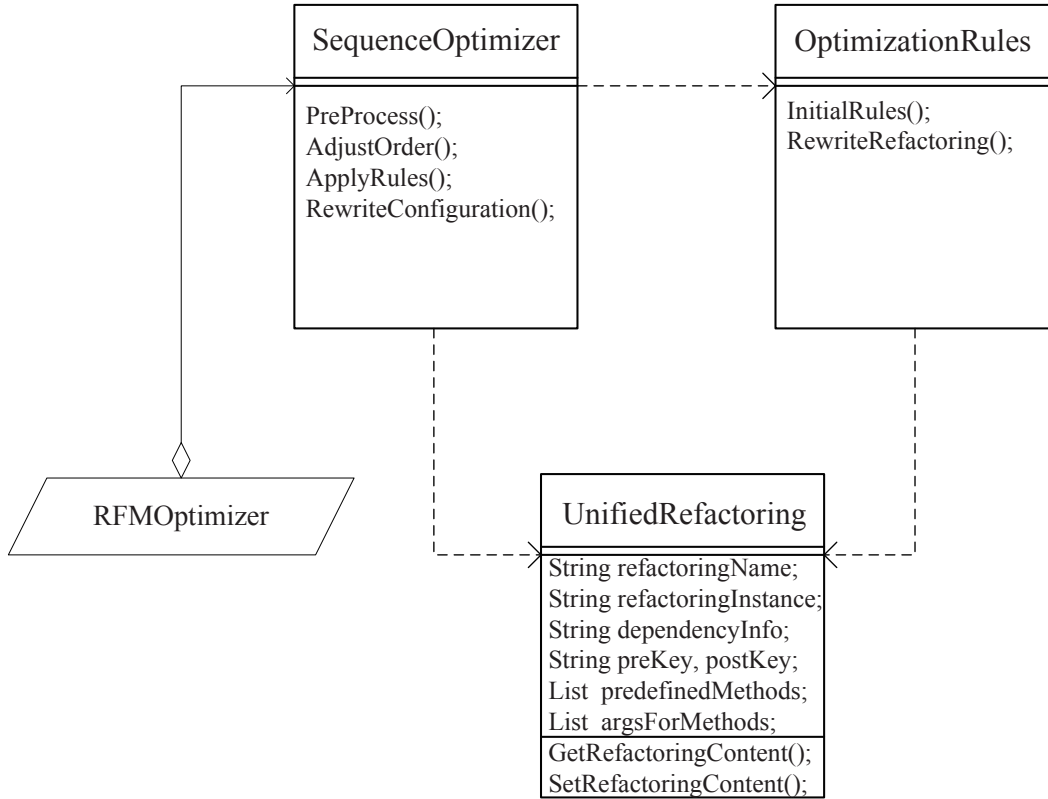 SequenceOptimizer
PreProcess();
AdjustOrder();
ApplyRules();
RewriteConfiguration();
OptimizationRules
InitialRules();
RewriteRefactoring();
RFMOptimizer
UnifiedRefactoring
String refactoringName;
String refactoringInstance;
String dependencyInfo;
String preKey, postKey;
List predefinedMethods;
List argsForMethods;
GetRefactoringContent();
SetRefactoringContent();